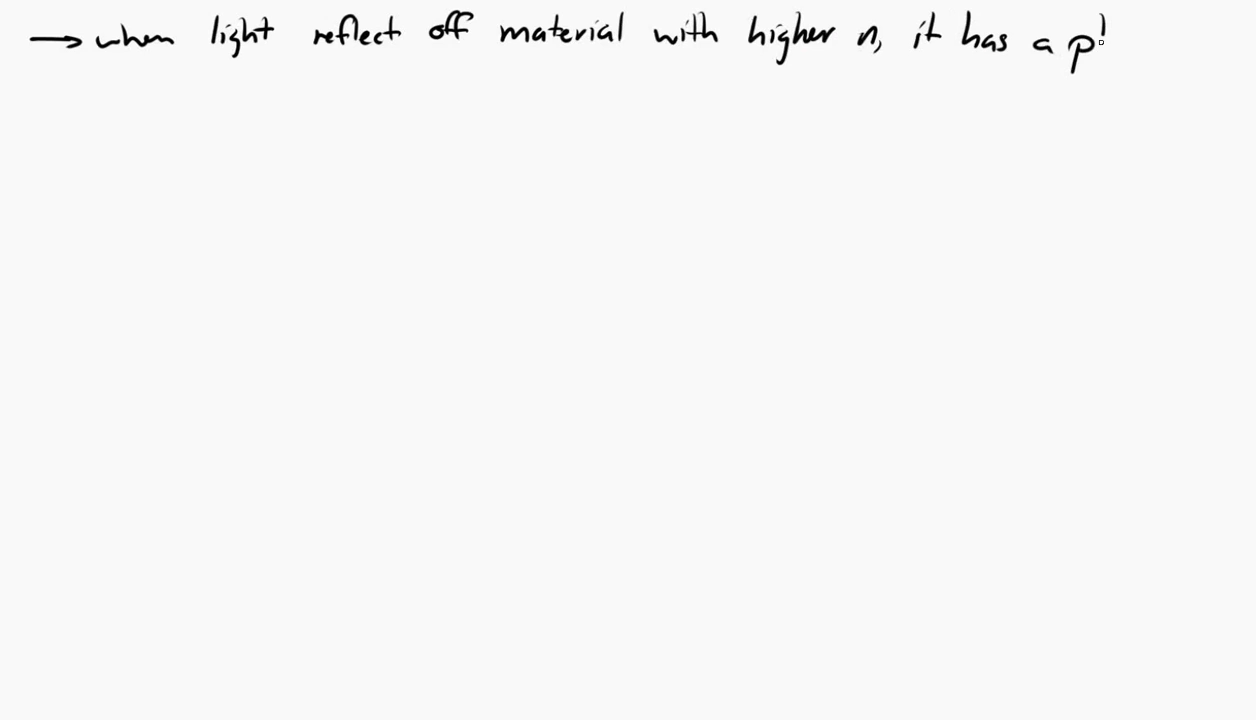 → when light reflect off material with higher n, it has a